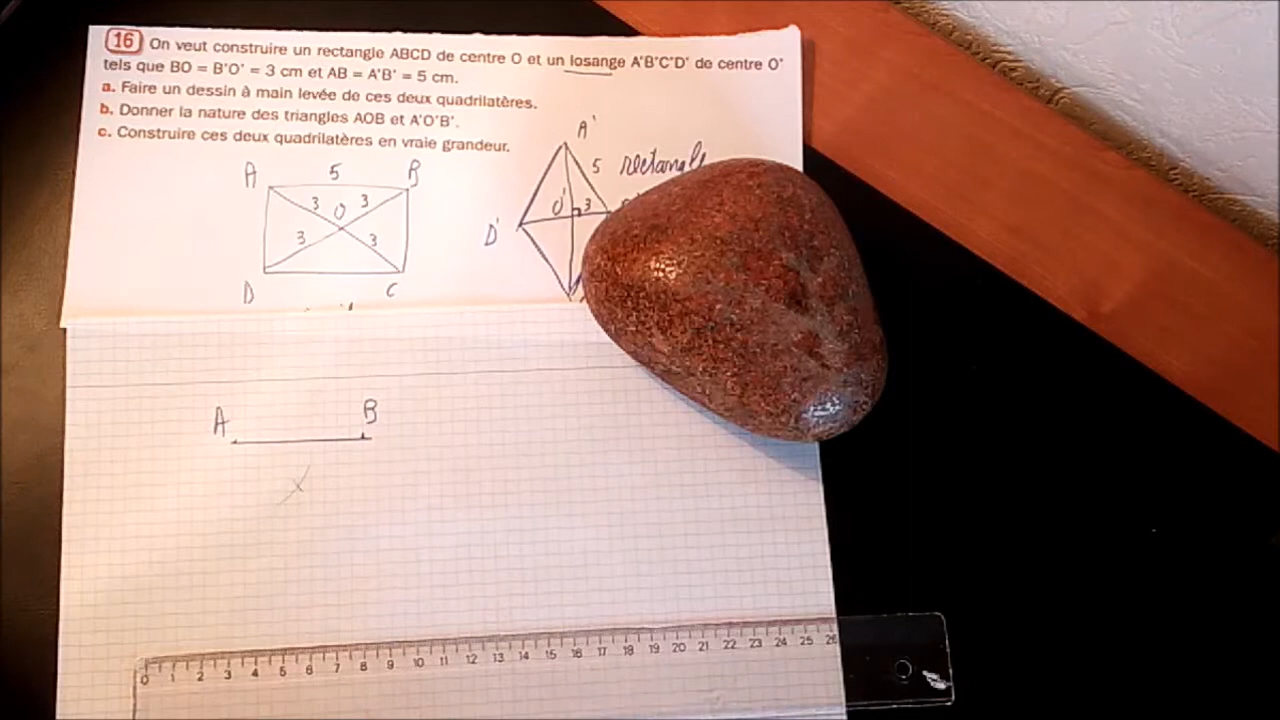 16 On veut construire un rectangle ABCD de centre O et un losange A'B'C'D' de centre O'
tels que BO = B'O' = 3 cm et AB = A'B' = 5 cm.
a. Faire un dessin à main levée de ces deux quadrilatères.
b. Donner la nature des triangles AOB et A'O'B'.
c. Construire ces deux quadrilatères en vraie grandeur.
A 5 B
3 O 3
3 3
D C
A'
5 rectangle
O' 3
D'
A B
0 1 2 3 4 5 6 7 8 9 10 11 12 13 14 15 16 17 18 19 20 21 22 23 24 25 26